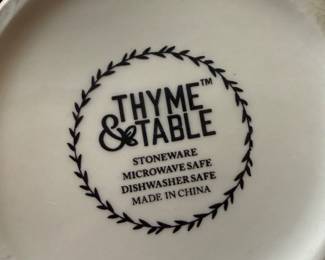 THYME™
& TABLE
STONEWARE
MICROWAVE SAFE
DISHWASHER SAFE
MADE IN CHINA